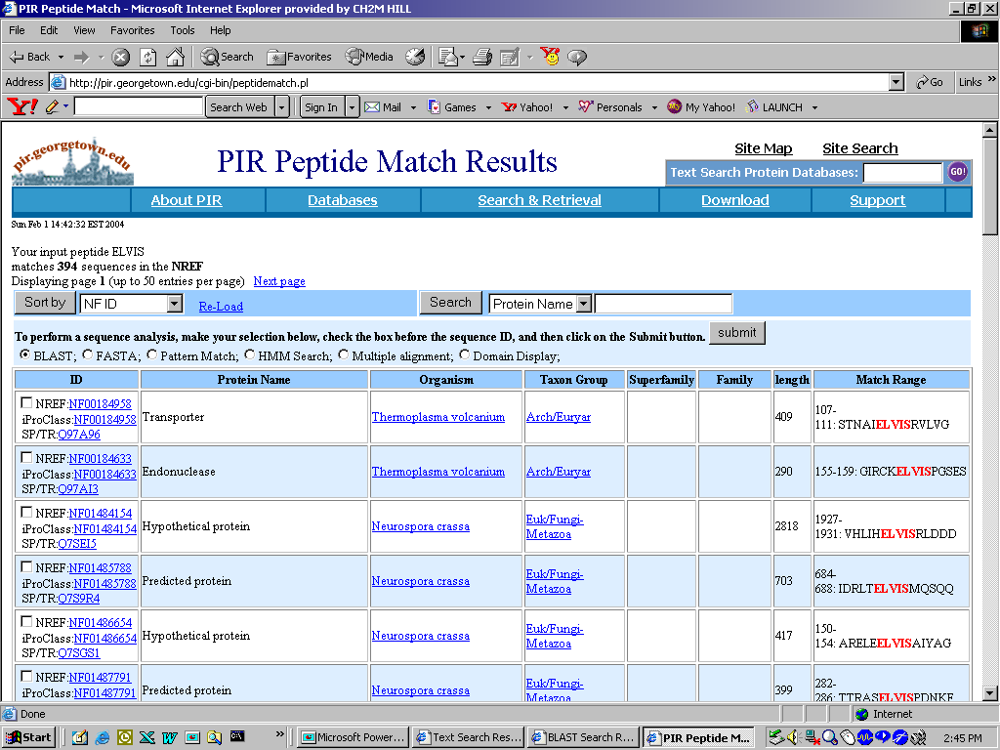 PIR Peptide Match - Microsoft Internet Explorer provided by CH2M HILL
File Edit View Favorites Tools Help
Back Search Favorites Media
Address http://pir.georgetown.edu/cgi-bin/peptidematch.pl Go Links »
Y! Search Web Sign In Mail Games Yahoo! Personals My Yahoo! LAUNCH
pir.georgetown.edu
PIR Peptide Match Results
Site Map Site Search
Text Search Protein Databases: GO!
About PIR Databases Search & Retrieval Download Support
Sun Feb 1 14:42:32 EST 2004
Your input peptide ELVIS
matches 394 sequences in the NREF
Displaying page 1 (up to 50 entries per page) Next page
Sort by NF ID Re-Load Search Protein Name
To perform a sequence analysis, make your selection below, check the box before the sequence ID, and then click on the Submit button. submit
BLAST; FASTA; Pattern Match; HMM Search; Multiple alignment; Domain Display;
ID Protein Name Organism Taxon Group Superfamily Family length Match Range
NREF:NF00184958
iProClass:NF00184958
SP/TR:Q97A96
Transporter
Thermoplasma volcanium
Arch/Euryar
409
107-
111: STNAIELVISRVLVG
NREF:NF00184633
iProClass:NF00184633
SP/TR:Q97AI3
Endonuclease
Thermoplasma volcanium
Arch/Euryar
290
155-159: GIRCKELVISPGSES
NREF:NF01484154
iProClass:NF01484154
SP/TR:Q7SEI5
Hypothetical protein
Neurospora crassa
Euk/Fungi-
Metazoa
2818
1927-
1931: VHLIHELVISRLDDD
NREF:NF01485788
iProClass:NF01485788
SP/TR:Q7S9R4
Predicted protein
Neurospora crassa
Euk/Fungi-
Metazoa
703
684-
688: IDRLTELVISMQSQQ
NREF:NF01486654
iProClass:NF01486654
SP/TR:Q7SGS1
Hypothetical protein
Neurospora crassa
Euk/Fungi-
Metazoa
417
150-
154: ARELEELVISAIYAG
NREF:NF01487791
iProClass:NF01487791
Predicted protein
Neurospora crassa
Euk/Fungi-
Metazoa
399
282-
286: TTRASELVISPDNKF
Done Internet
Start » Microsoft Power... Text Search Res... BLAST Search R... PIR Peptide M... 2:45 PM